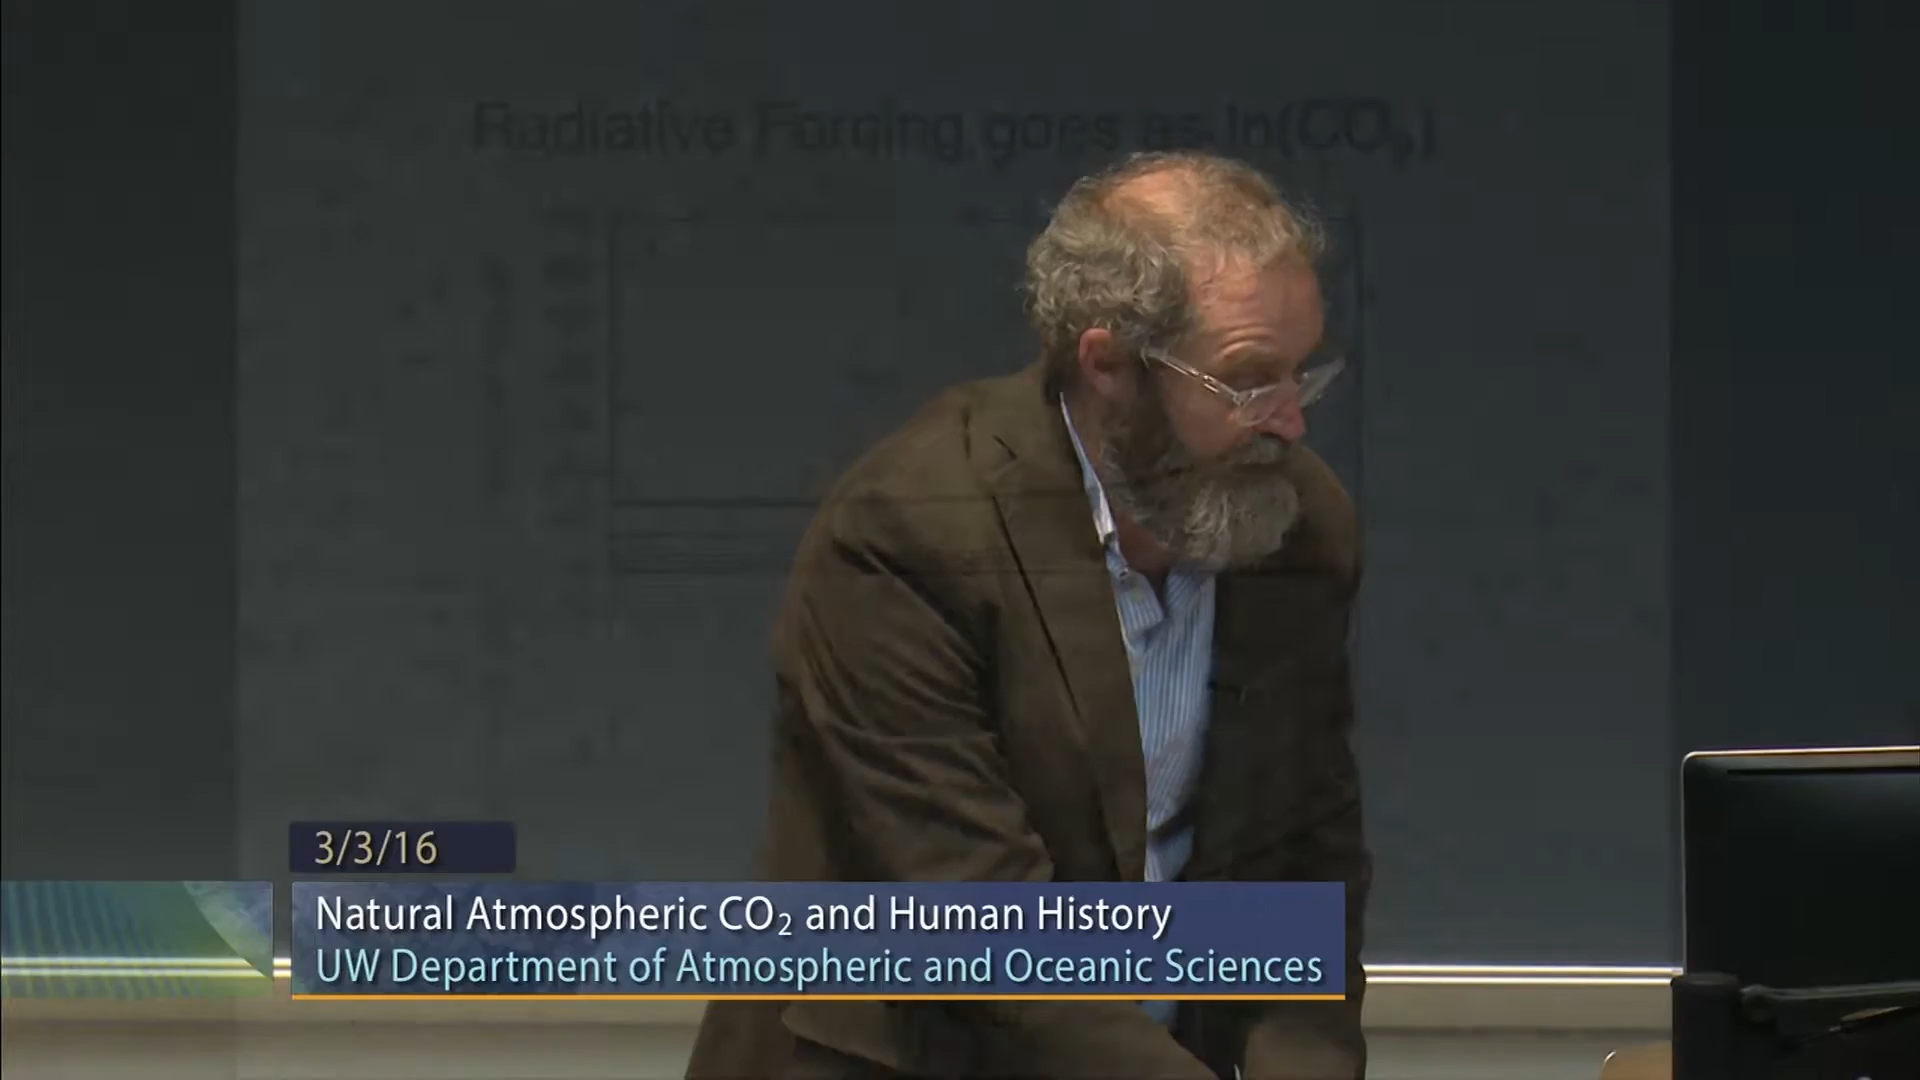 Radiative Forcing goes as ln(CO₂)
3/3/16
Natural Atmospheric CO₂ and Human History
UW Department of Atmospheric and Oceanic Sciences